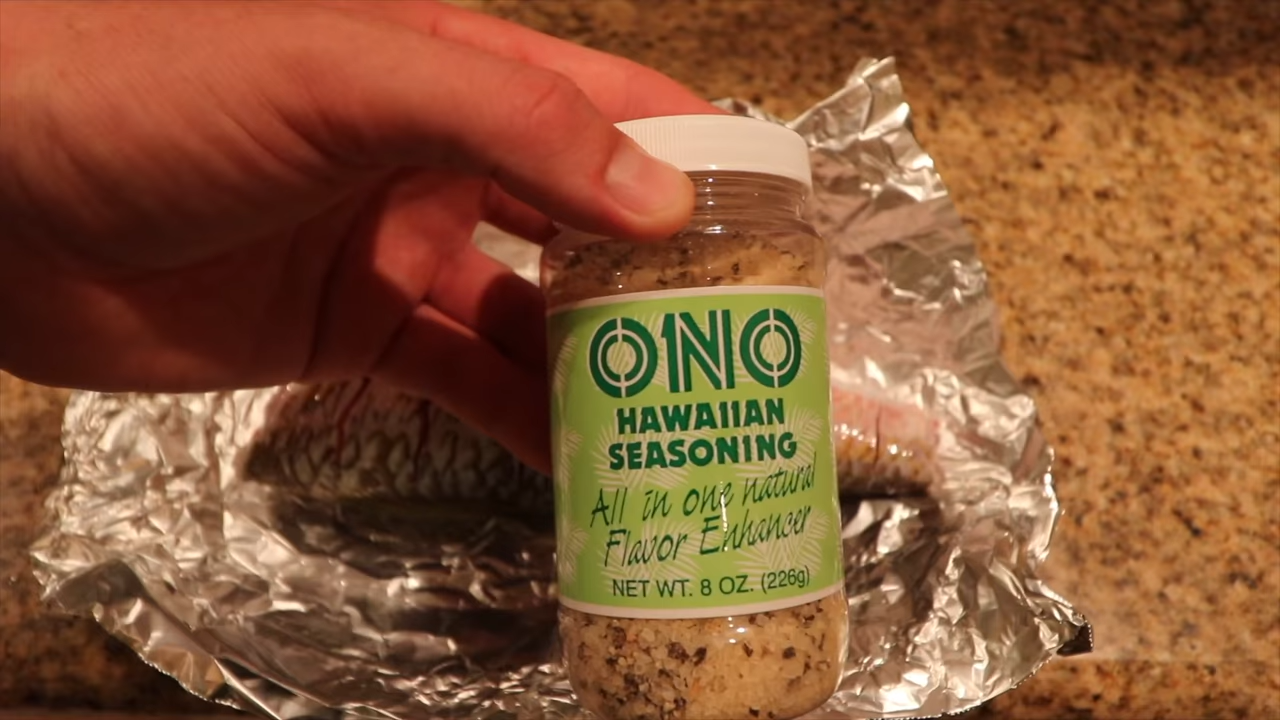 ONO
HAWAIIAN
SEASONING
All in one natural
Flavor Enhancer
NET WT. 8 OZ. (226g)